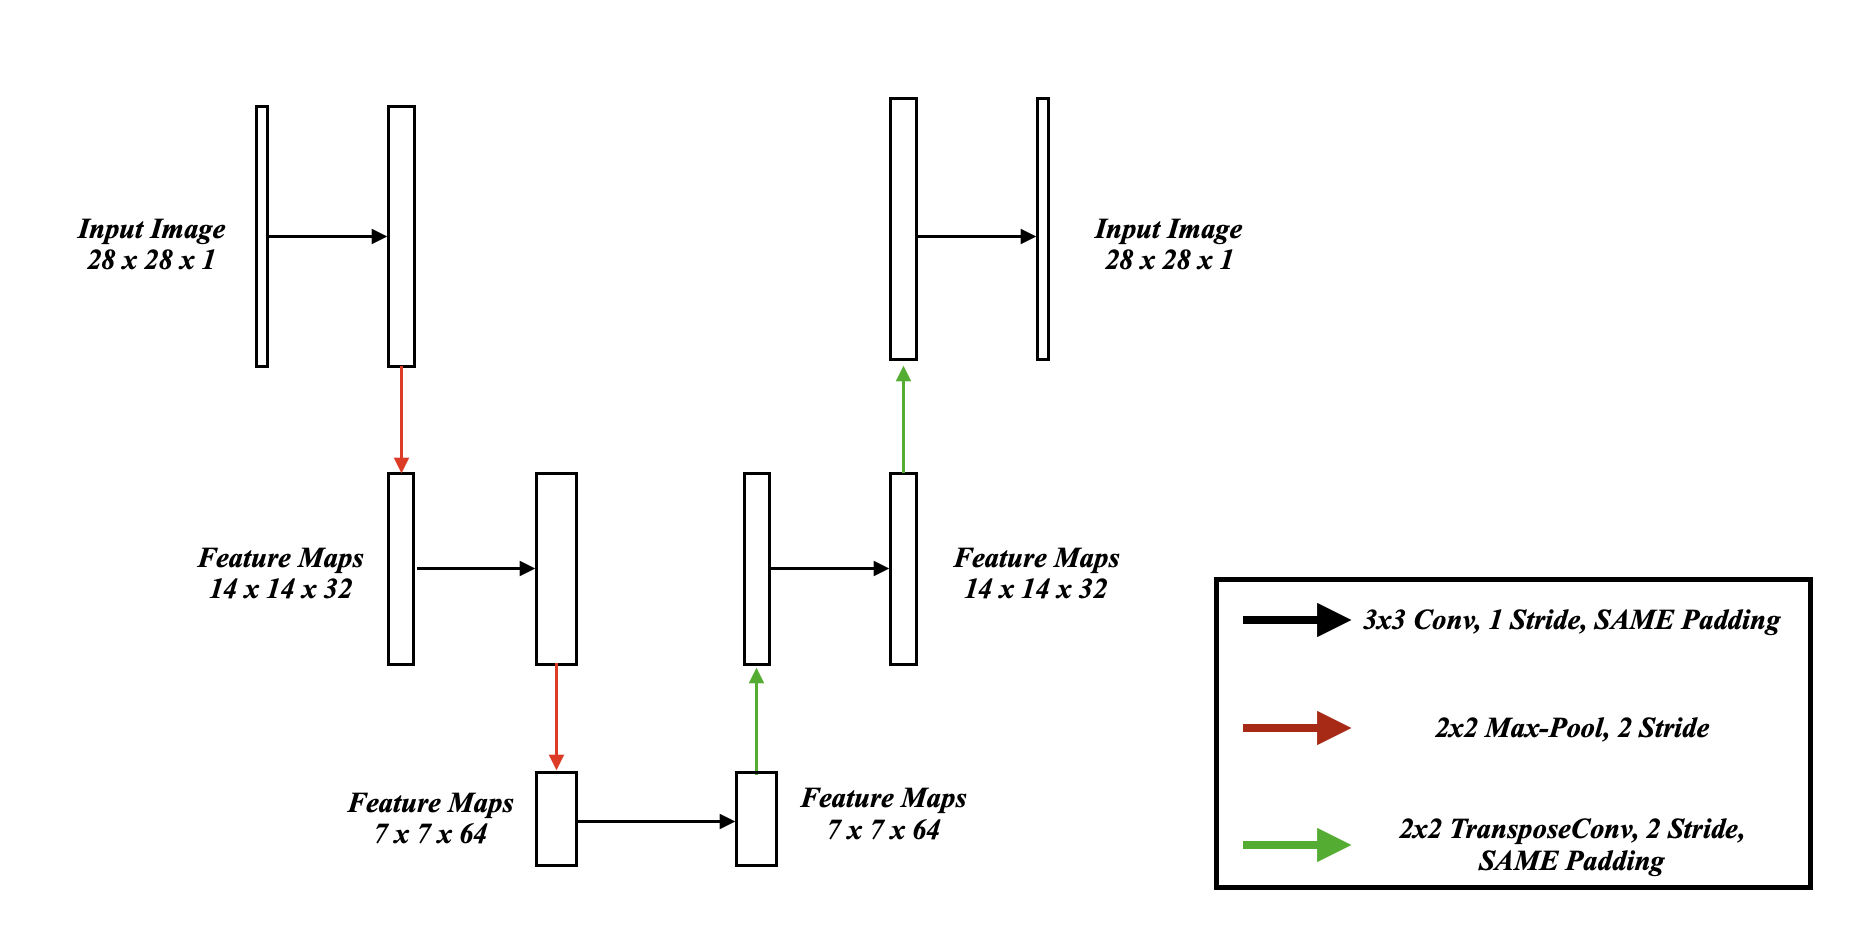 Input Image
28 x 28 x 1
Input Image
28 x 28 x 1
Feature Maps
14 x 14 x 32
Feature Maps
14 x 14 x 32
Feature Maps
7 x 7 x 64
Feature Maps
7 x 7 x 64
3x3 Conv, 1 Stride, SAME Padding
2x2 Max-Pool, 2 Stride
2x2 TransposeConv, 2 Stride,
SAME Padding